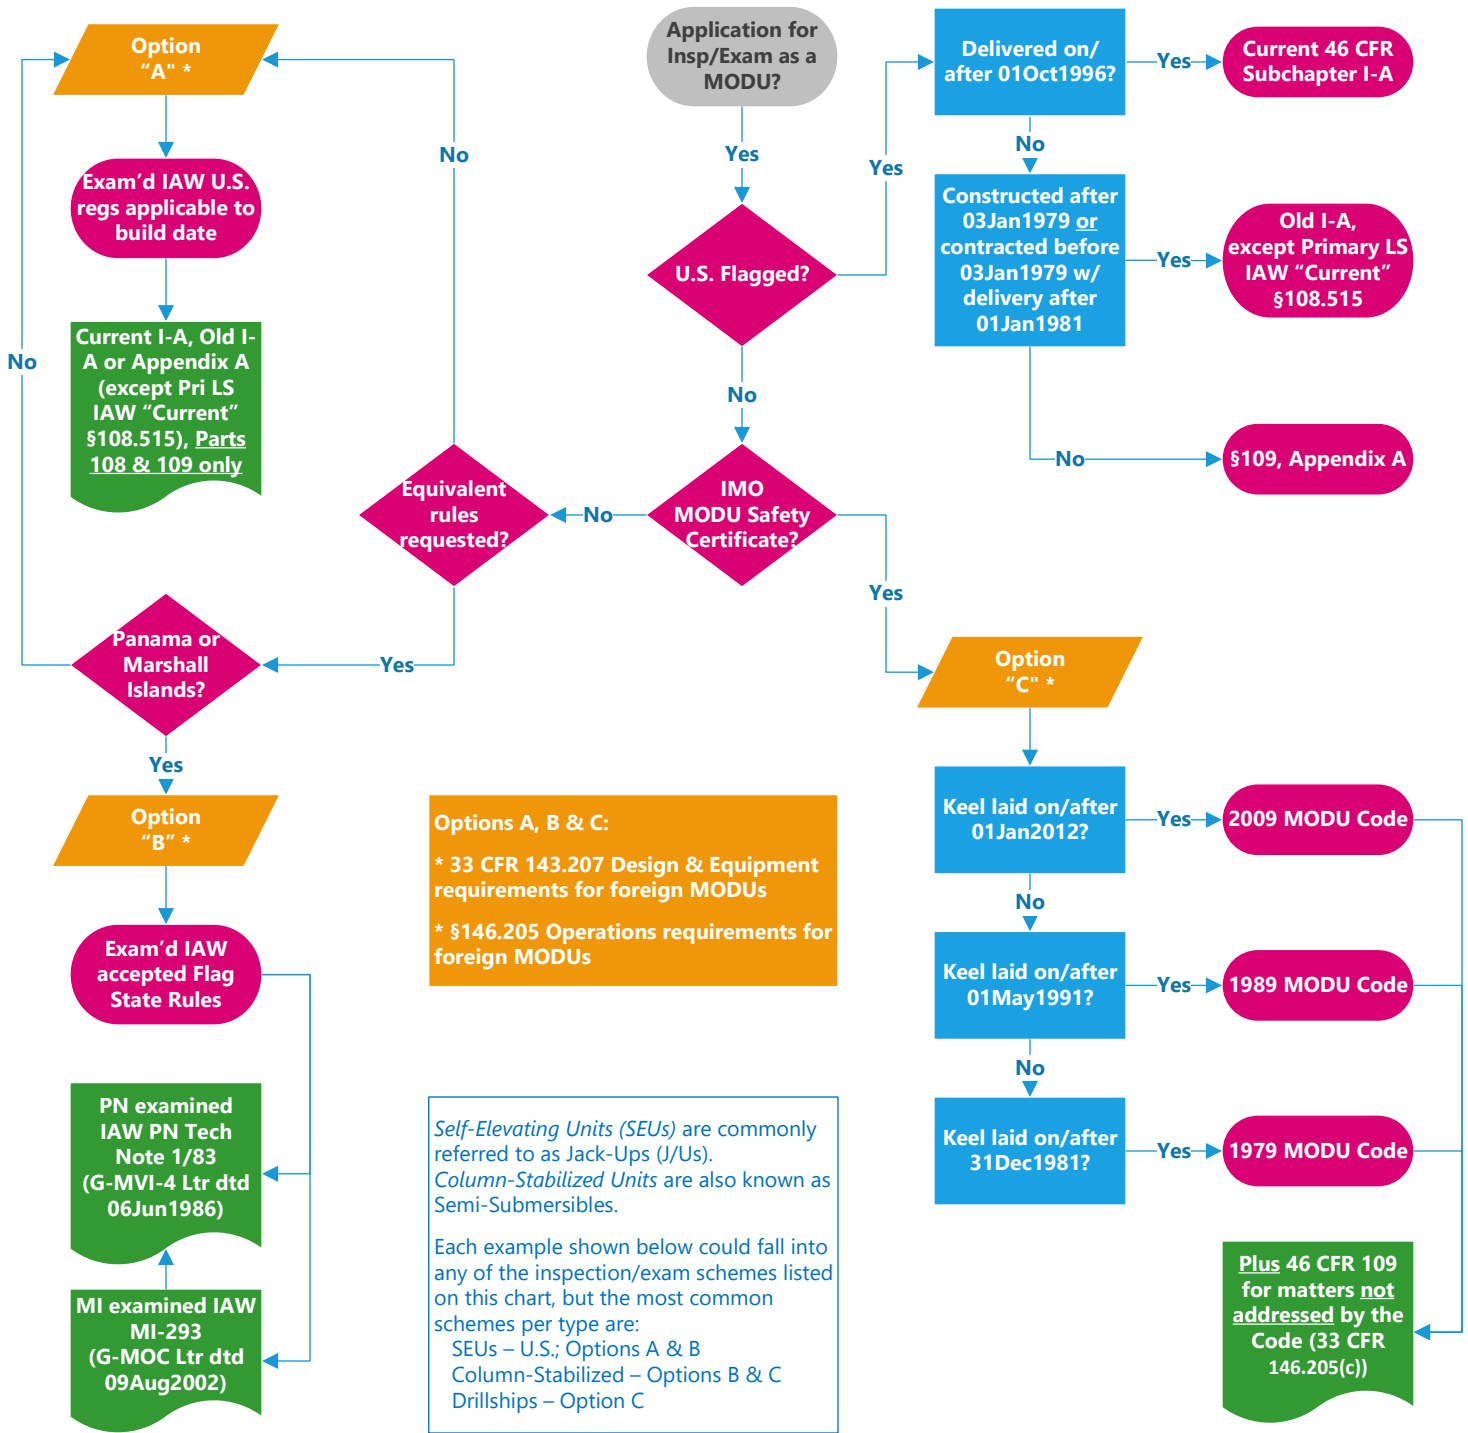 Option
“A" *
Application for
Insp/Exam as a
MODU?
Delivered on/
after 01Oct1996?
Yes
Current 46 CFR
Subchapter I-A
No
Yes
Yes
No
Exam’d IAW U.S.
regs applicable to
build date
Constructed after
03Jan1979 or
contracted before
03Jan1979 w/
delivery after
01Jan1981
Yes
Old I-A,
except Primary LS
IAW “Current”
§108.515
U.S. Flagged?
No
Current I-A, Old I-
A or Appendix A
(except Pri LS
IAW “Current”
§108.515), Parts
108 & 109 only
No
No
§109, Appendix A
Equivalent
rules
requested?
No
IMO
MODU Safety
Certificate?
Yes
Panama or
Marshall
Islands?
Yes
Option
“C" *
Yes
Option
“B” *
Options A, B & C:
* 33 CFR 143.207 Design & Equipment
requirements for foreign MODUs
* §146.205 Operations requirements for
foreign MODUs
Keel laid on/after
01Jan2012?
Yes
2009 MODU Code
No
Exam’d IAW
accepted Flag
State Rules
Keel laid on/after
01May1991?
Yes
1989 MODU Code
No
PN examined
IAW PN Tech
Note 1/83
(G-MVI-4 Ltr dtd
06Jun1986)
Keel laid on/after
31Dec1981?
Yes
1979 MODU Code
MI examined IAW
MI-293
(G-MOC Ltr dtd
09Aug2002)
Self-Elevating Units (SEUs) are commonly
referred to as Jack-Ups (J/Us).
Column-Stabilized Units are also known as
Semi-Submersibles.
Each example shown below could fall into
any of the inspection/exam schemes listed
on this chart, but the most common
schemes per type are:
SEUs – U.S.; Options A & B
Column-Stabilized – Options B & C
Drillships – Option C
Plus 46 CFR 109
for matters not
addressed by the
Code (33 CFR
146.205(c))